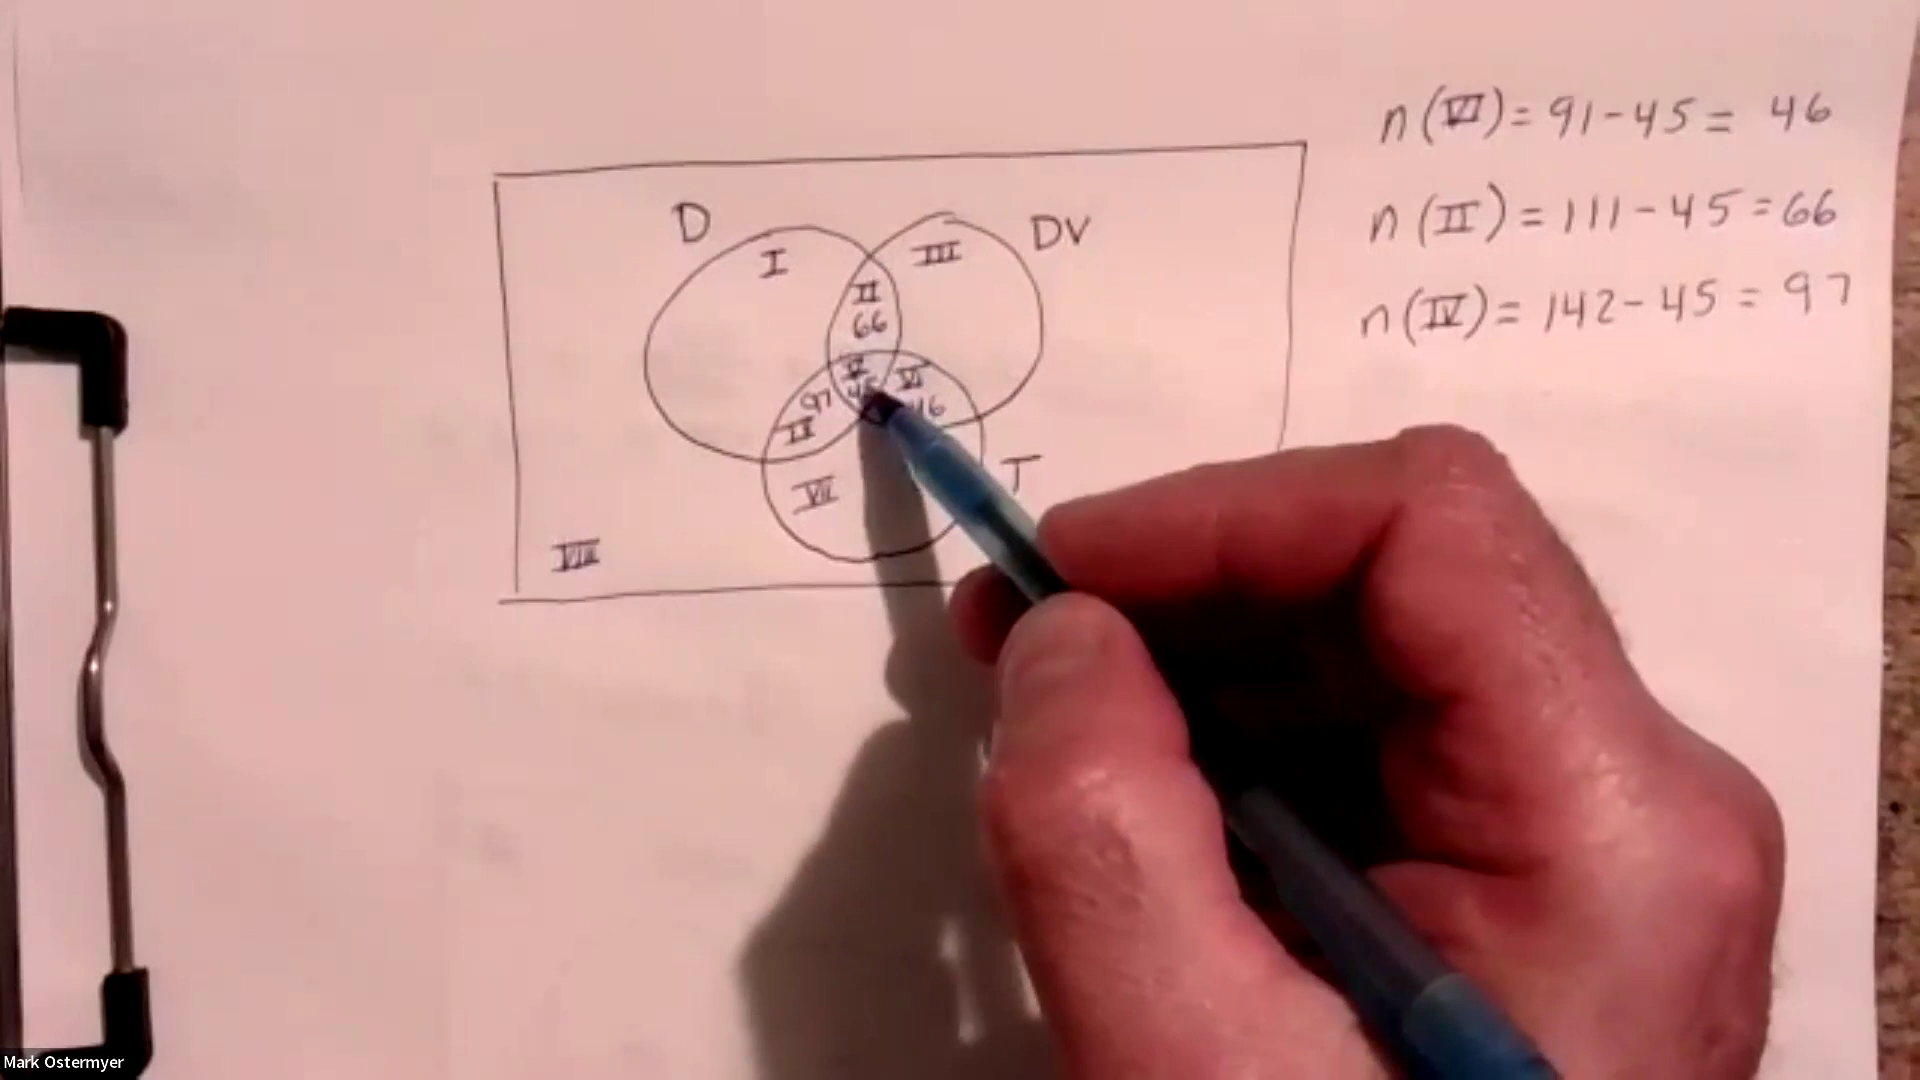 n(VI) = 91-45 = 46
n(II) = 111-45 = 66
n(IV) = 142-45 = 97
D
DV
I
III
II
66
V
45
VI
46
97
T
VII
VIII
Mark Ostermyer